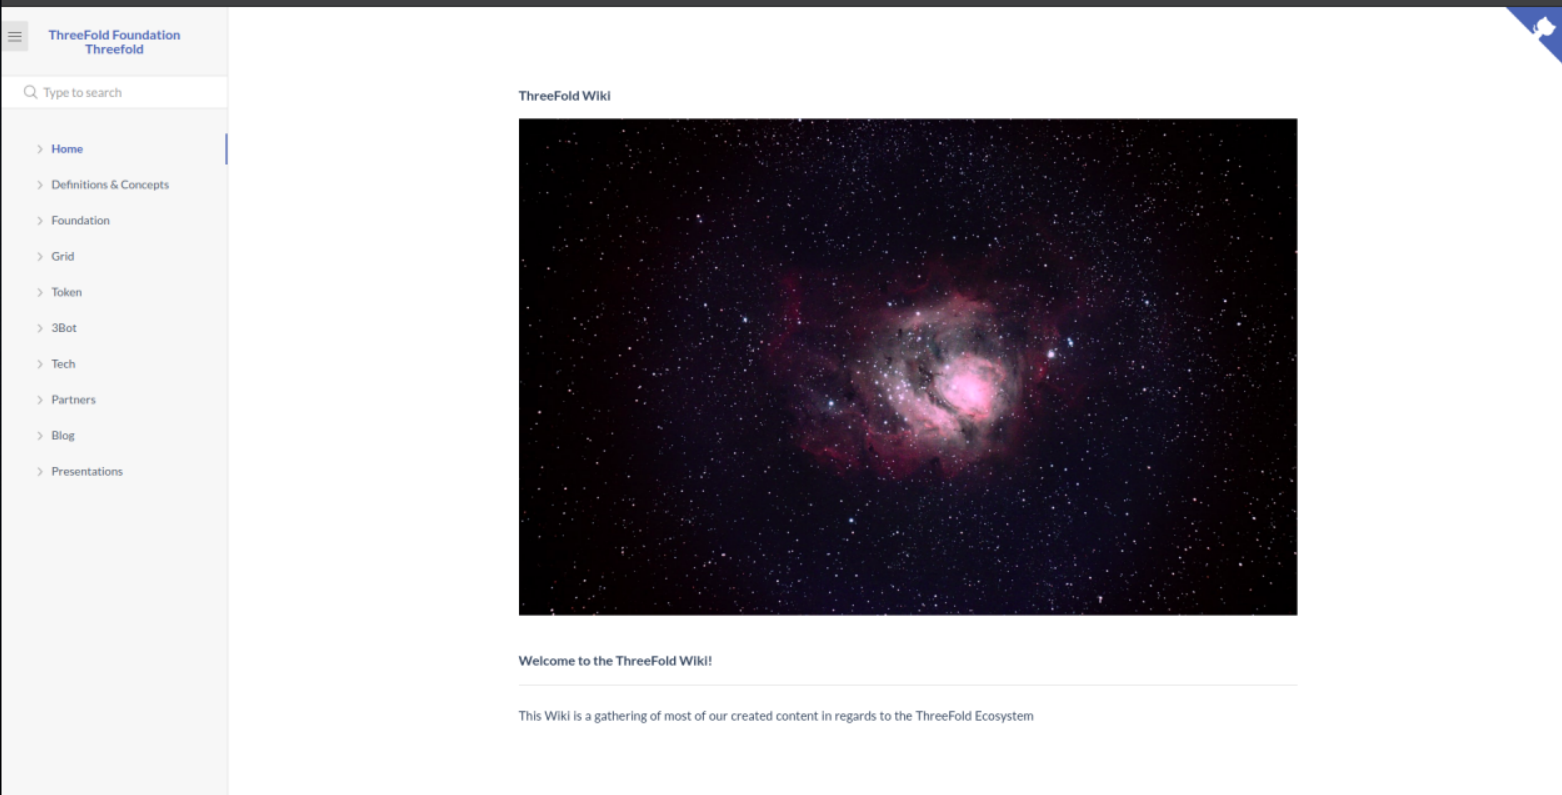 ThreeFold Foundation
Threefold
Type to search
Home
Definitions & Concepts
Foundation
Grid
Token
3Bot
Tech
Partners
Blog
Presentations
ThreeFold Wiki
Welcome to the ThreeFold Wiki!
This Wiki is a gathering of most of our created content in regards to the ThreeFold Ecosystem